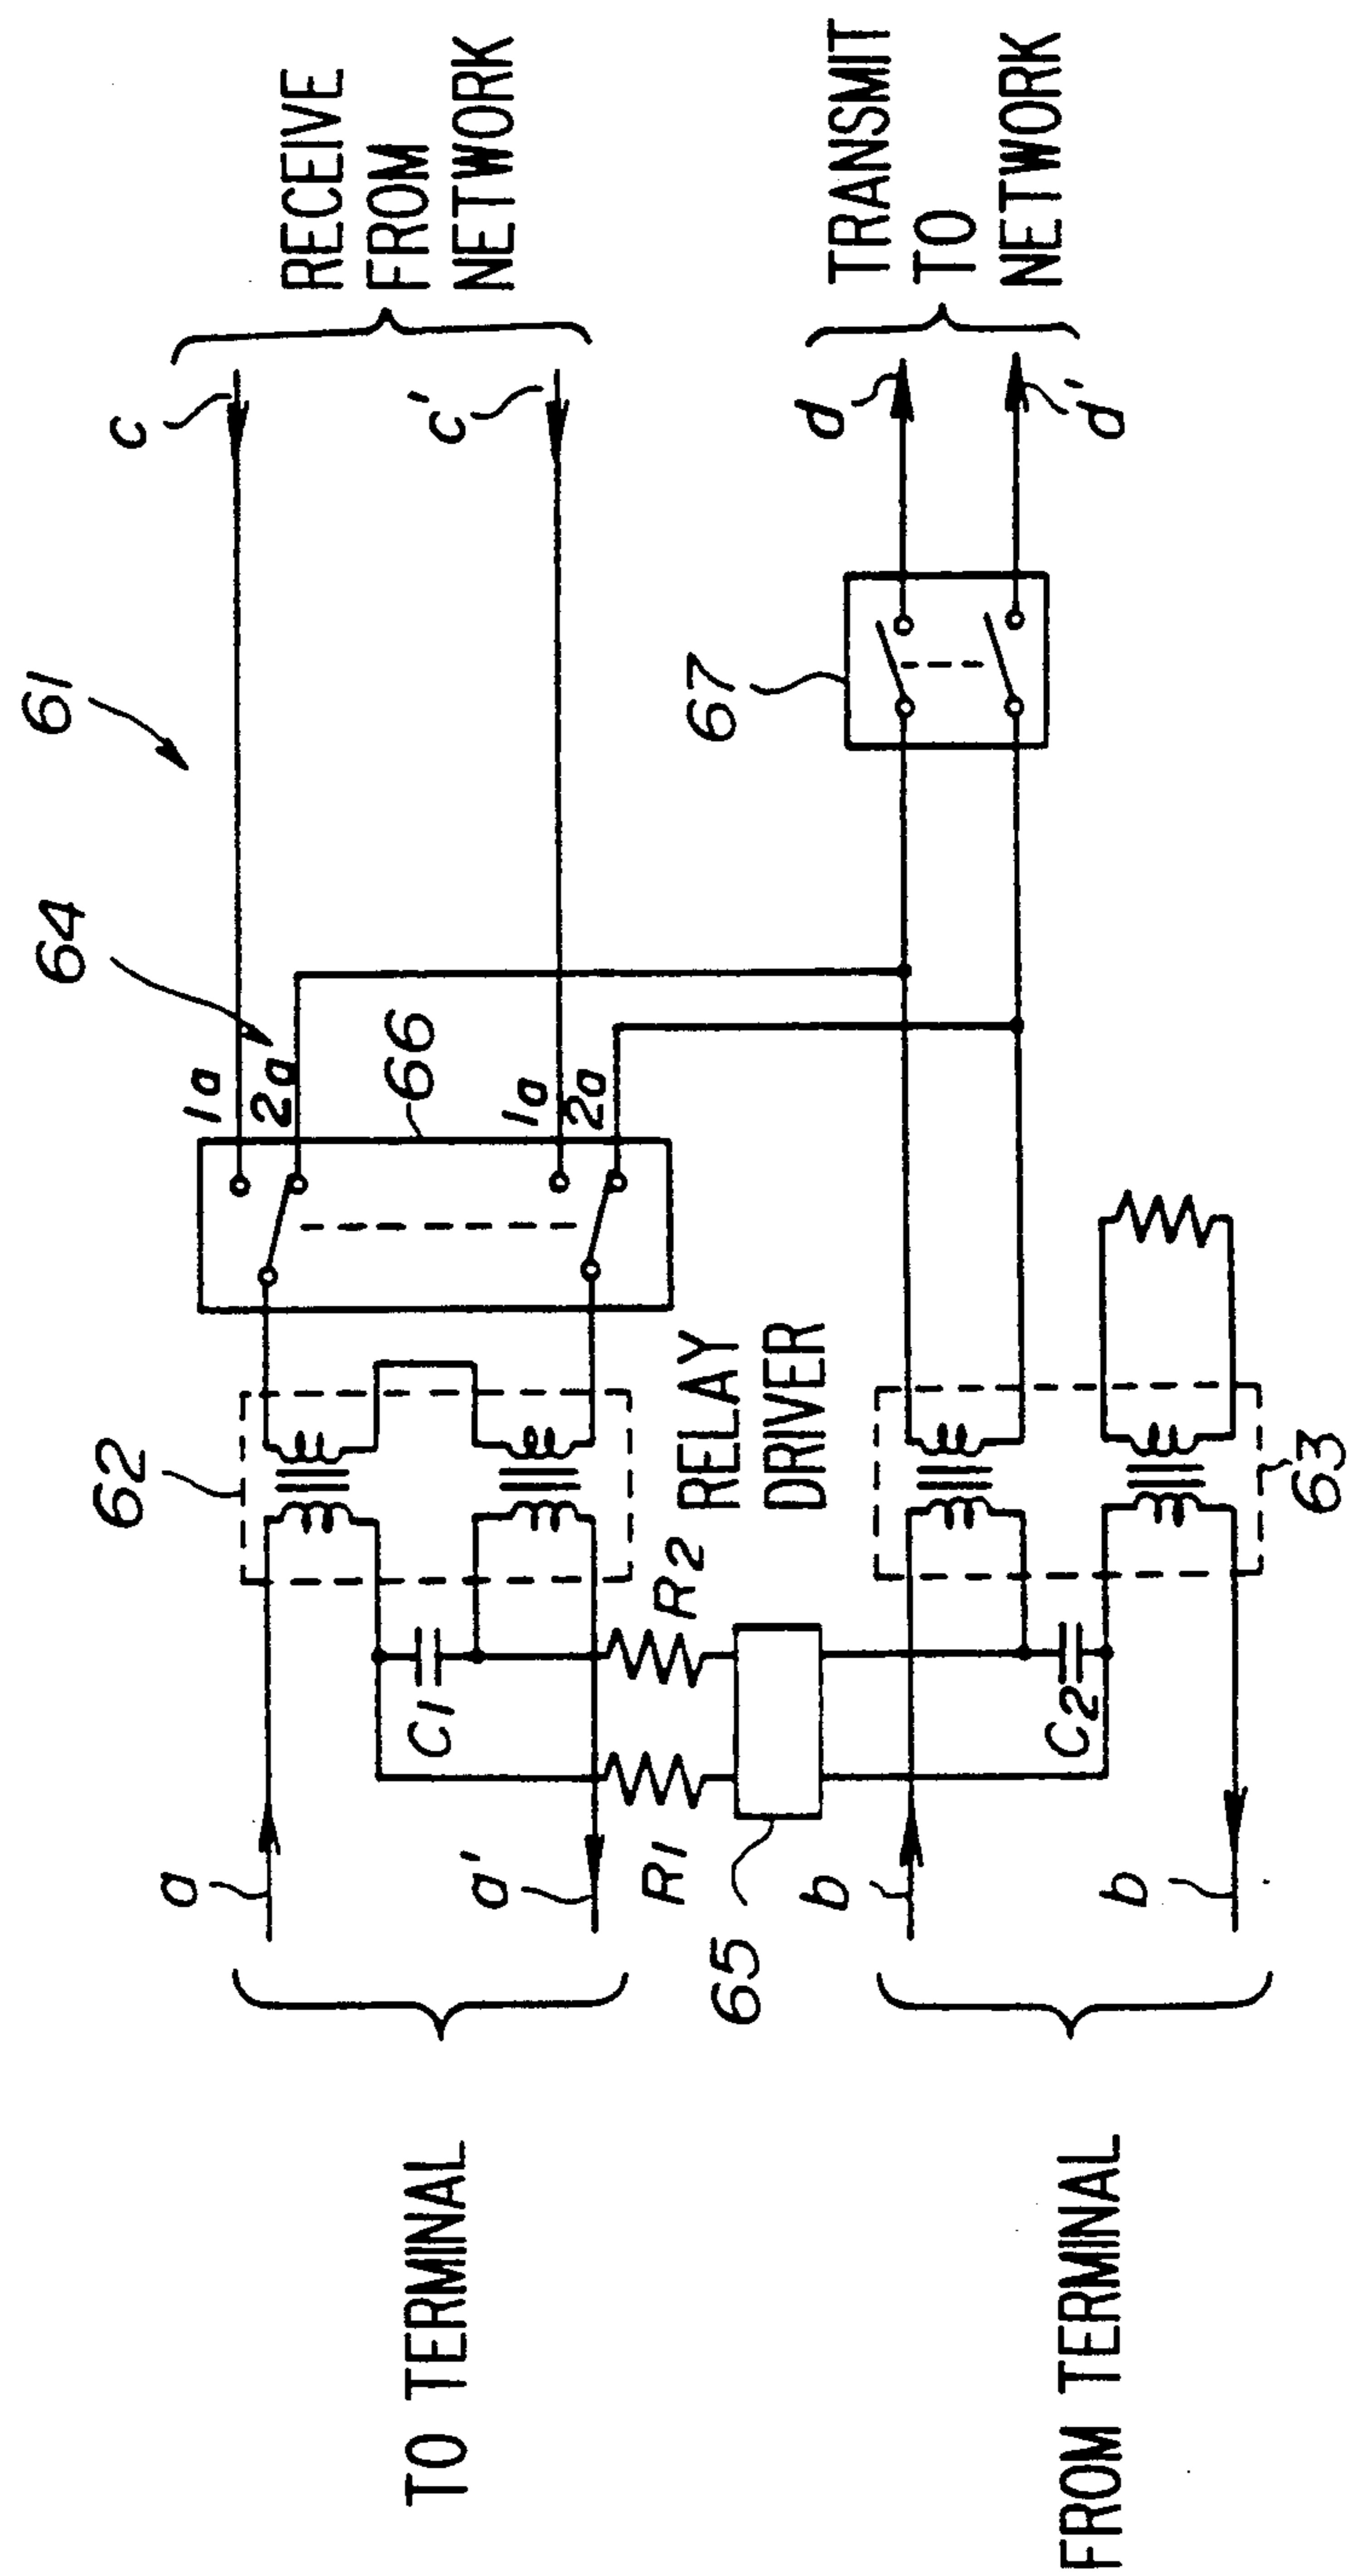 61
64
RECEIVE
FROM
NETWORK
c
c'
1a
2a
66
1a
2a
62
a
a'
C1
R1
R2
RELAY
DRIVER
65
TO TERMINAL
TRANSMIT
TO
NETWORK
d
d'
67
b
b
C2
63
FROM TERMINAL